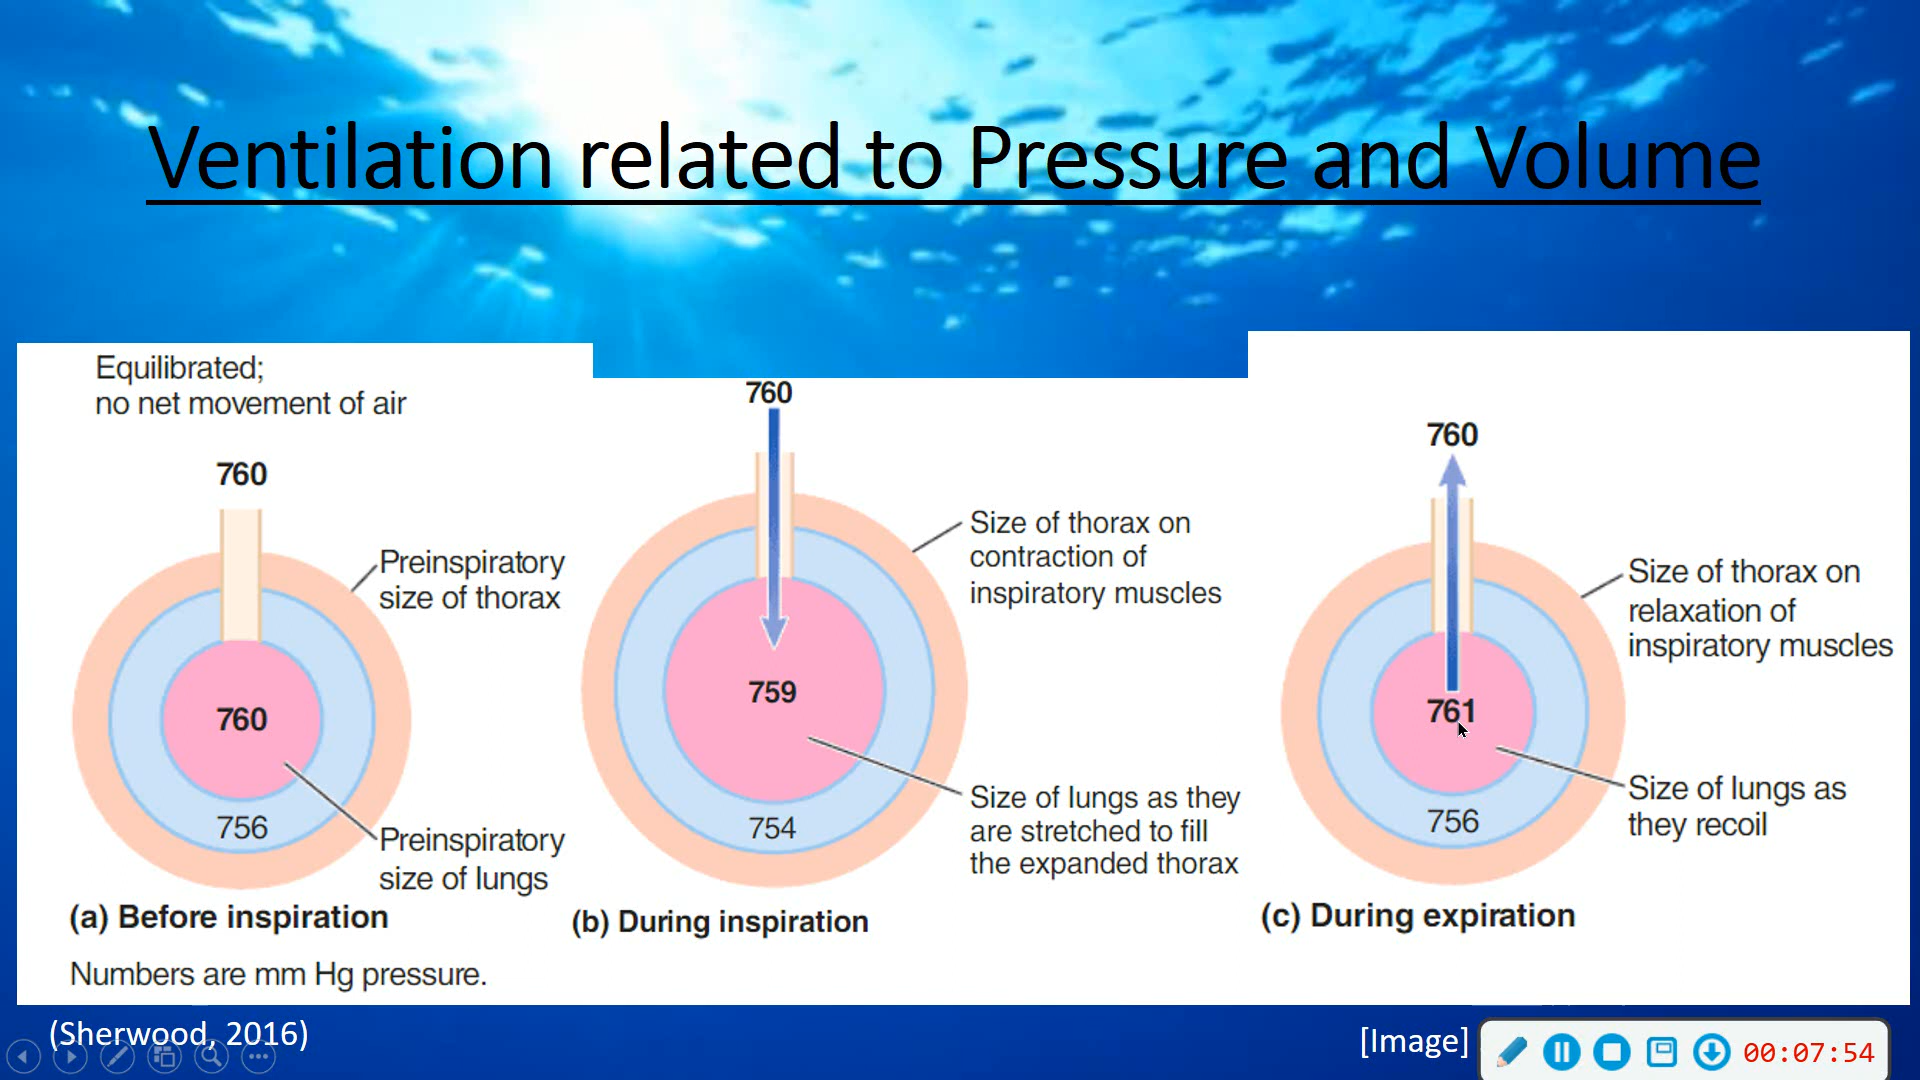 Ventilation related to Pressure and Volume
Equilibrated;
no net movement of air
760
Preinspiratory
size of thorax
760
756
Preinspiratory
size of lungs
(a) Before inspiration
Numbers are mm Hg pressure.
760
Size of thorax on
contraction of
inspiratory muscles
759
754
Size of lungs as they
are stretched to fill
the expanded thorax
(b) During inspiration
760
Size of thorax on
relaxation of
inspiratory muscles
761
756
Size of lungs as
they recoil
(c) During expiration
(Sherwood, 2016)
[Image]
00:07:54